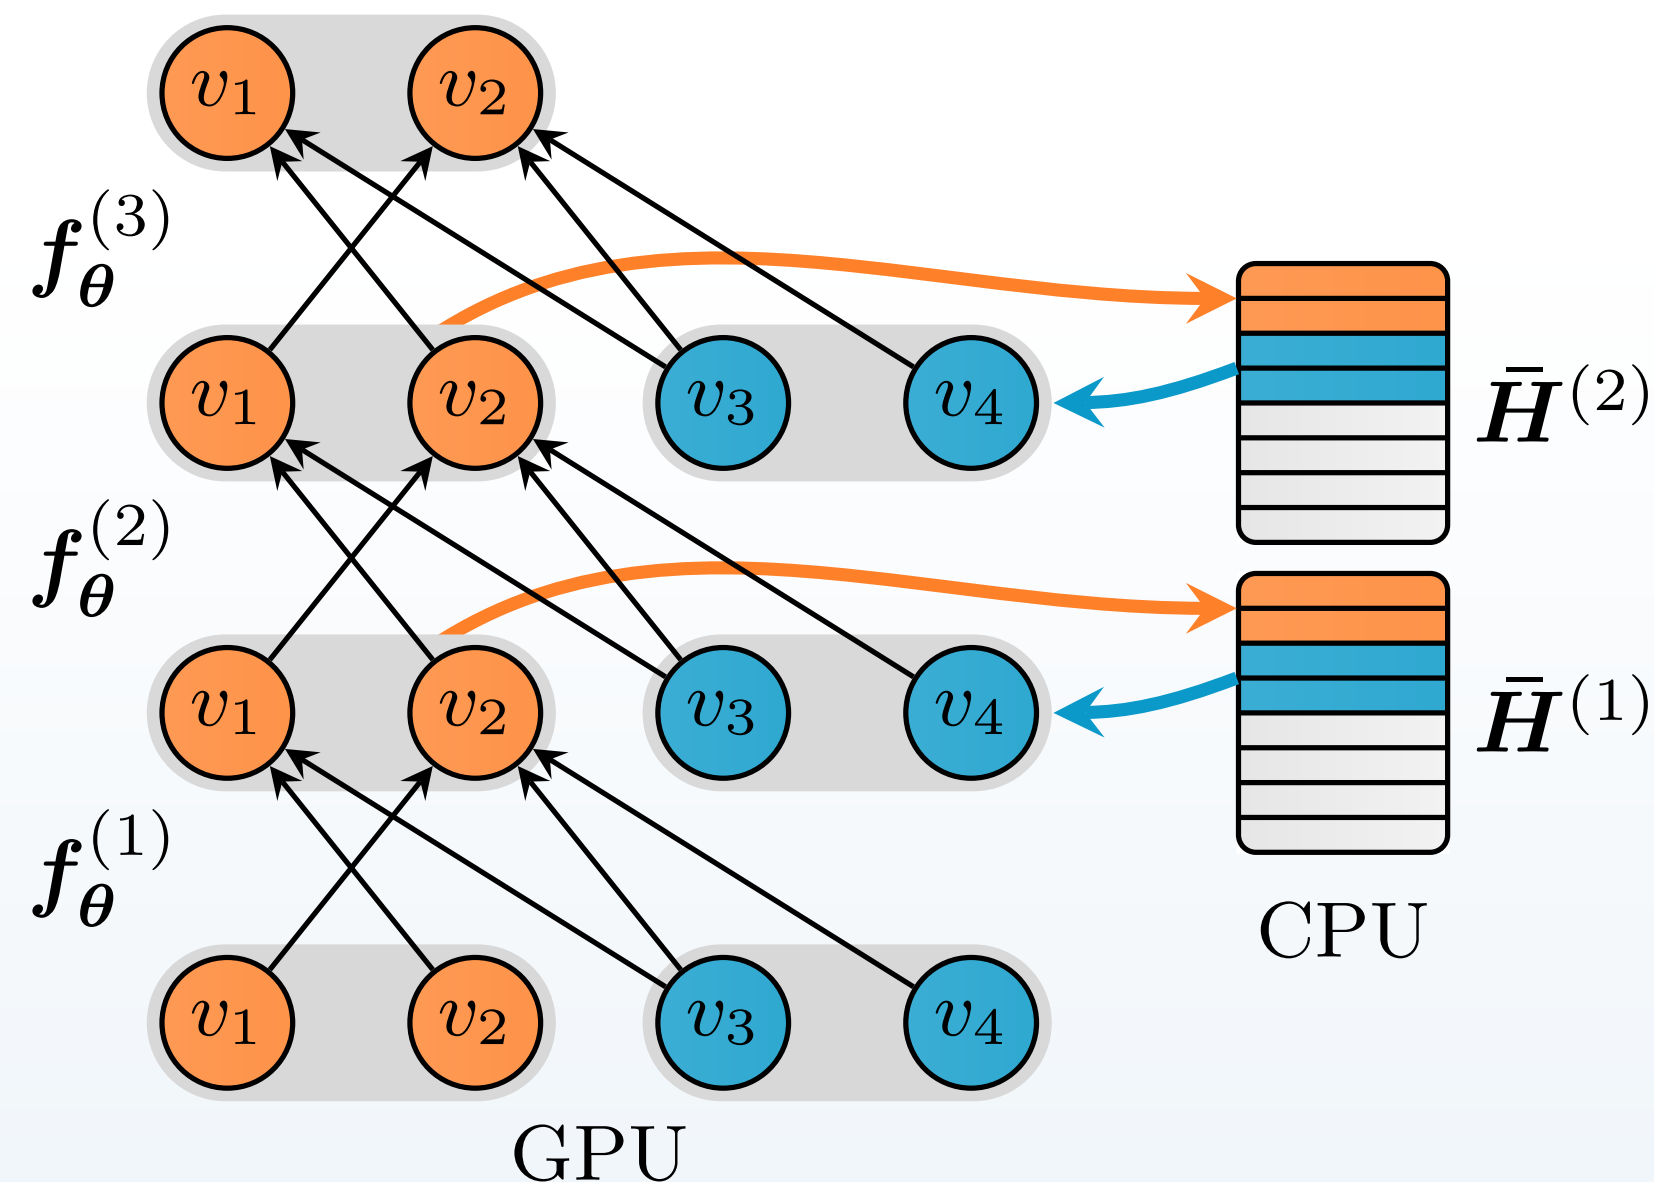 v₁ v₂
f_θ^(3)
v₁ v₂ v₃ v₄
H̄^(2)
f_θ^(2)
v₁ v₂ v₃ v₄
H̄^(1)
f_θ^(1)
CPU
v₁ v₂ v₃ v₄
GPU